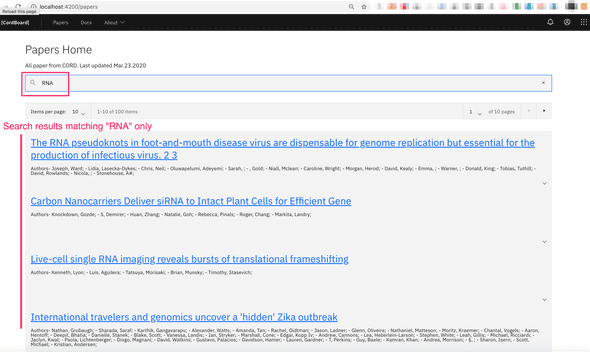 localhost:4200/papers
Reload this page
[CordBoard] Papers Docs About
Papers Home
All paper from CORD. Last updated Mar.23.2020
RNA
Items per page: 10 1-10 of 100 items 1 of 10 pages
Search results matching "RNA" only
The RNA pseudoknots in foot-and-mouth disease virus are dispensable for genome replication but essential for the
production of infectious virus. 2 3
Authors- Joseph, Ward; - Lidia, Lasecka-Dykes; - Chris, Neil; - Oluwapelumi, Adeyemi; - Sarah, ; - , Gold; - Niall, Mclean; - Caroline, Wright; - Morgan, Herod; - David, Kealy; - Emma, ; - Warner, ; - Donald, King; - Tobias, Tuthill; -
David, Rowlands; - Nicola, ; - Stonehouse, A#;
Carbon Nanocarriers Deliver siRNA to Intact Plant Cells for Efficient Gene
Authors- Knockdown, Gozde; - S, Demirer; - Huan, Zhang; - Natalie, Goh; - Rebecca, Pinals; - Roger, Chang; - Markita, Landry;
Live-cell single RNA imaging reveals bursts of translational frameshifting
Authors- Kenneth, Lyon; - Luis, Aguilera; - Tatsuya, Morisaki; - Brian, Munsky; - Timothy, Stasevich;
International travelers and genomics uncover a 'hidden' Zika outbreak
Authors- Nathan, Grubaugh; - Sharada, Saraf; - Karthik, Gangavarapu; - Alexander, Watts; - Amanda, Tan; - Rachel, Oidtman; - Jason, Ladner; - Glenn, Oliveira; - Nathaniel, Matteson; - Moritz, Kraemer; - Chantal, Vogels; - Aaron,
Hentoff; - Deepit, Bhatia; - Danielle, Stanek; - Blake, Scott; - Vanessa, Landis; - Ian, Stryker; - Marshall, Cone; - Edgar, Kopp Iv; - Andrew, Cannons; - Lea, Heberlein-Larson; - Stephen, White; - Leah, Gillis; - Michael, Ricciardi; -
Jaclyn, Kwal; - Paola, Lichtenberger; - Diogo, Magnani; - David, Watkins; - Gustavo, Palacios; - Davidson, Hamer; - Lauren, Gardner; - T, Perkins; - Guy, Baele; - Kamran, Khan; - Andrea, Morrison; - §, ; - Sharon, Isern; - Scott,
Michael; - Kristian, Andersen;